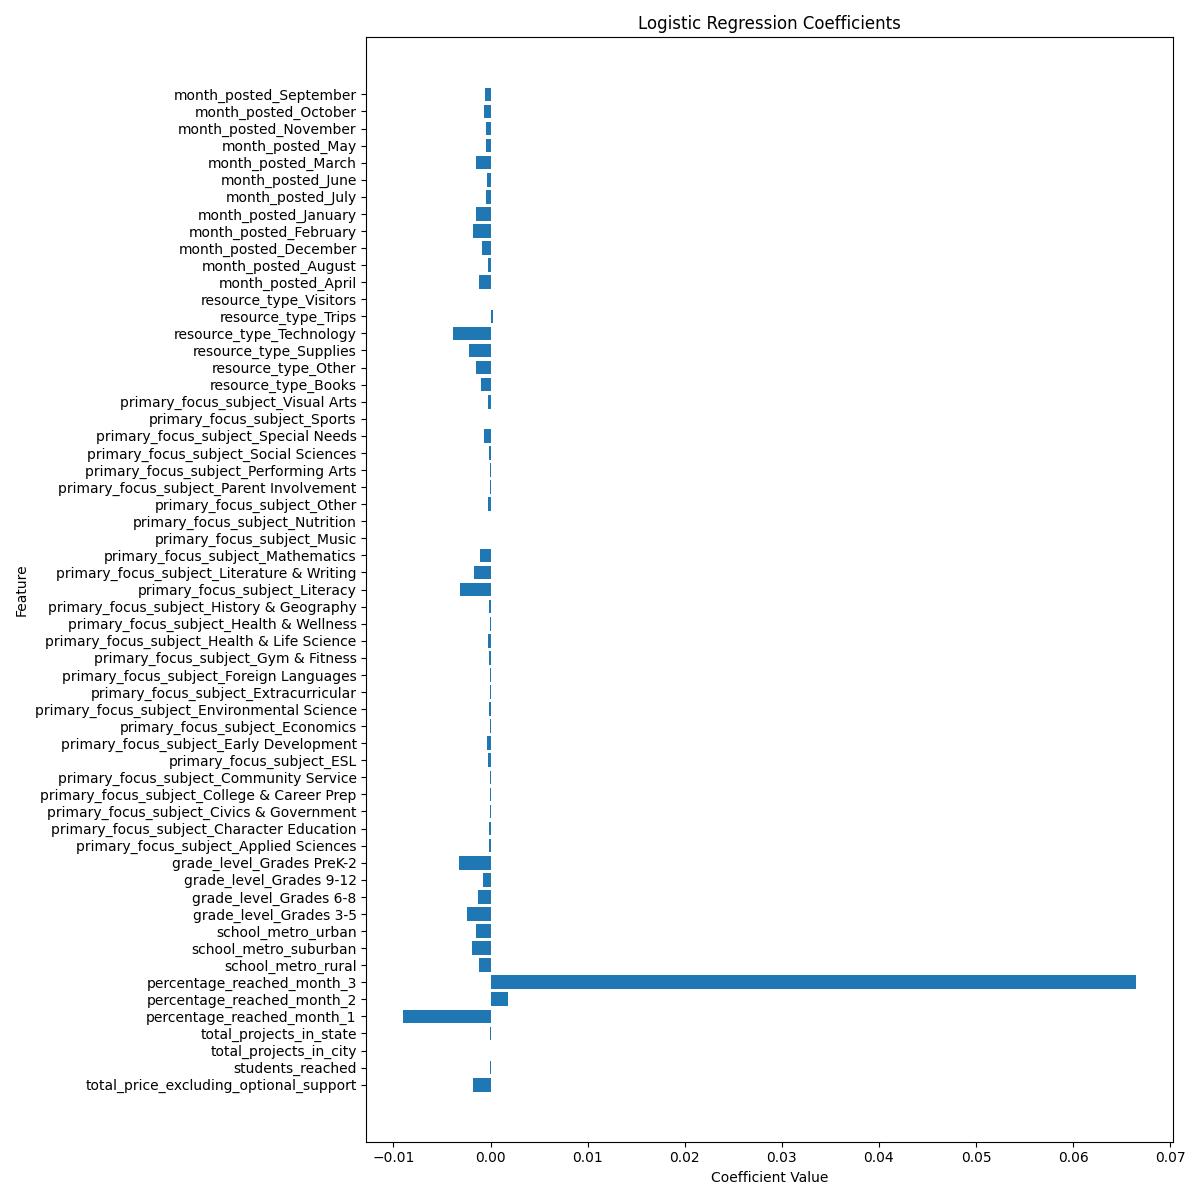 Logistic Regression Coefficients
month_posted_September
month_posted_October
month_posted_November
month_posted_May
month_posted_March
month_posted_June
month_posted_July
month_posted_January
month_posted_February
month_posted_December
month_posted_August
month_posted_April
resource_type_Visitors
resource_type_Trips
resource_type_Technology
resource_type_Supplies
resource_type_Other
resource_type_Books
primary_focus_subject_Visual Arts
primary_focus_subject_Sports
primary_focus_subject_Special Needs
primary_focus_subject_Social Sciences
primary_focus_subject_Performing Arts
primary_focus_subject_Parent Involvement
primary_focus_subject_Other
primary_focus_subject_Nutrition
primary_focus_subject_Music
primary_focus_subject_Mathematics
primary_focus_subject_Literature & Writing
primary_focus_subject_Literacy
primary_focus_subject_History & Geography
primary_focus_subject_Health & Wellness
primary_focus_subject_Health & Life Science
primary_focus_subject_Gym & Fitness
primary_focus_subject_Foreign Languages
primary_focus_subject_Extracurricular
primary_focus_subject_Environmental Science
primary_focus_subject_Economics
primary_focus_subject_Early Development
primary_focus_subject_ESL
primary_focus_subject_Community Service
primary_focus_subject_College & Career Prep
primary_focus_subject_Civics & Government
primary_focus_subject_Character Education
primary_focus_subject_Applied Sciences
grade_level_Grades PreK-2
grade_level_Grades 9-12
grade_level_Grades 6-8
grade_level_Grades 3-5
school_metro_urban
school_metro_suburban
school_metro_rural
percentage_reached_month_3
percentage_reached_month_2
percentage_reached_month_1
total_projects_in_state
total_projects_in_city
students_reached
total_price_excluding_optional_support
Feature
−0.01 0.00 0.01 0.02 0.03 0.04 0.05 0.06 0.07
Coefficient Value